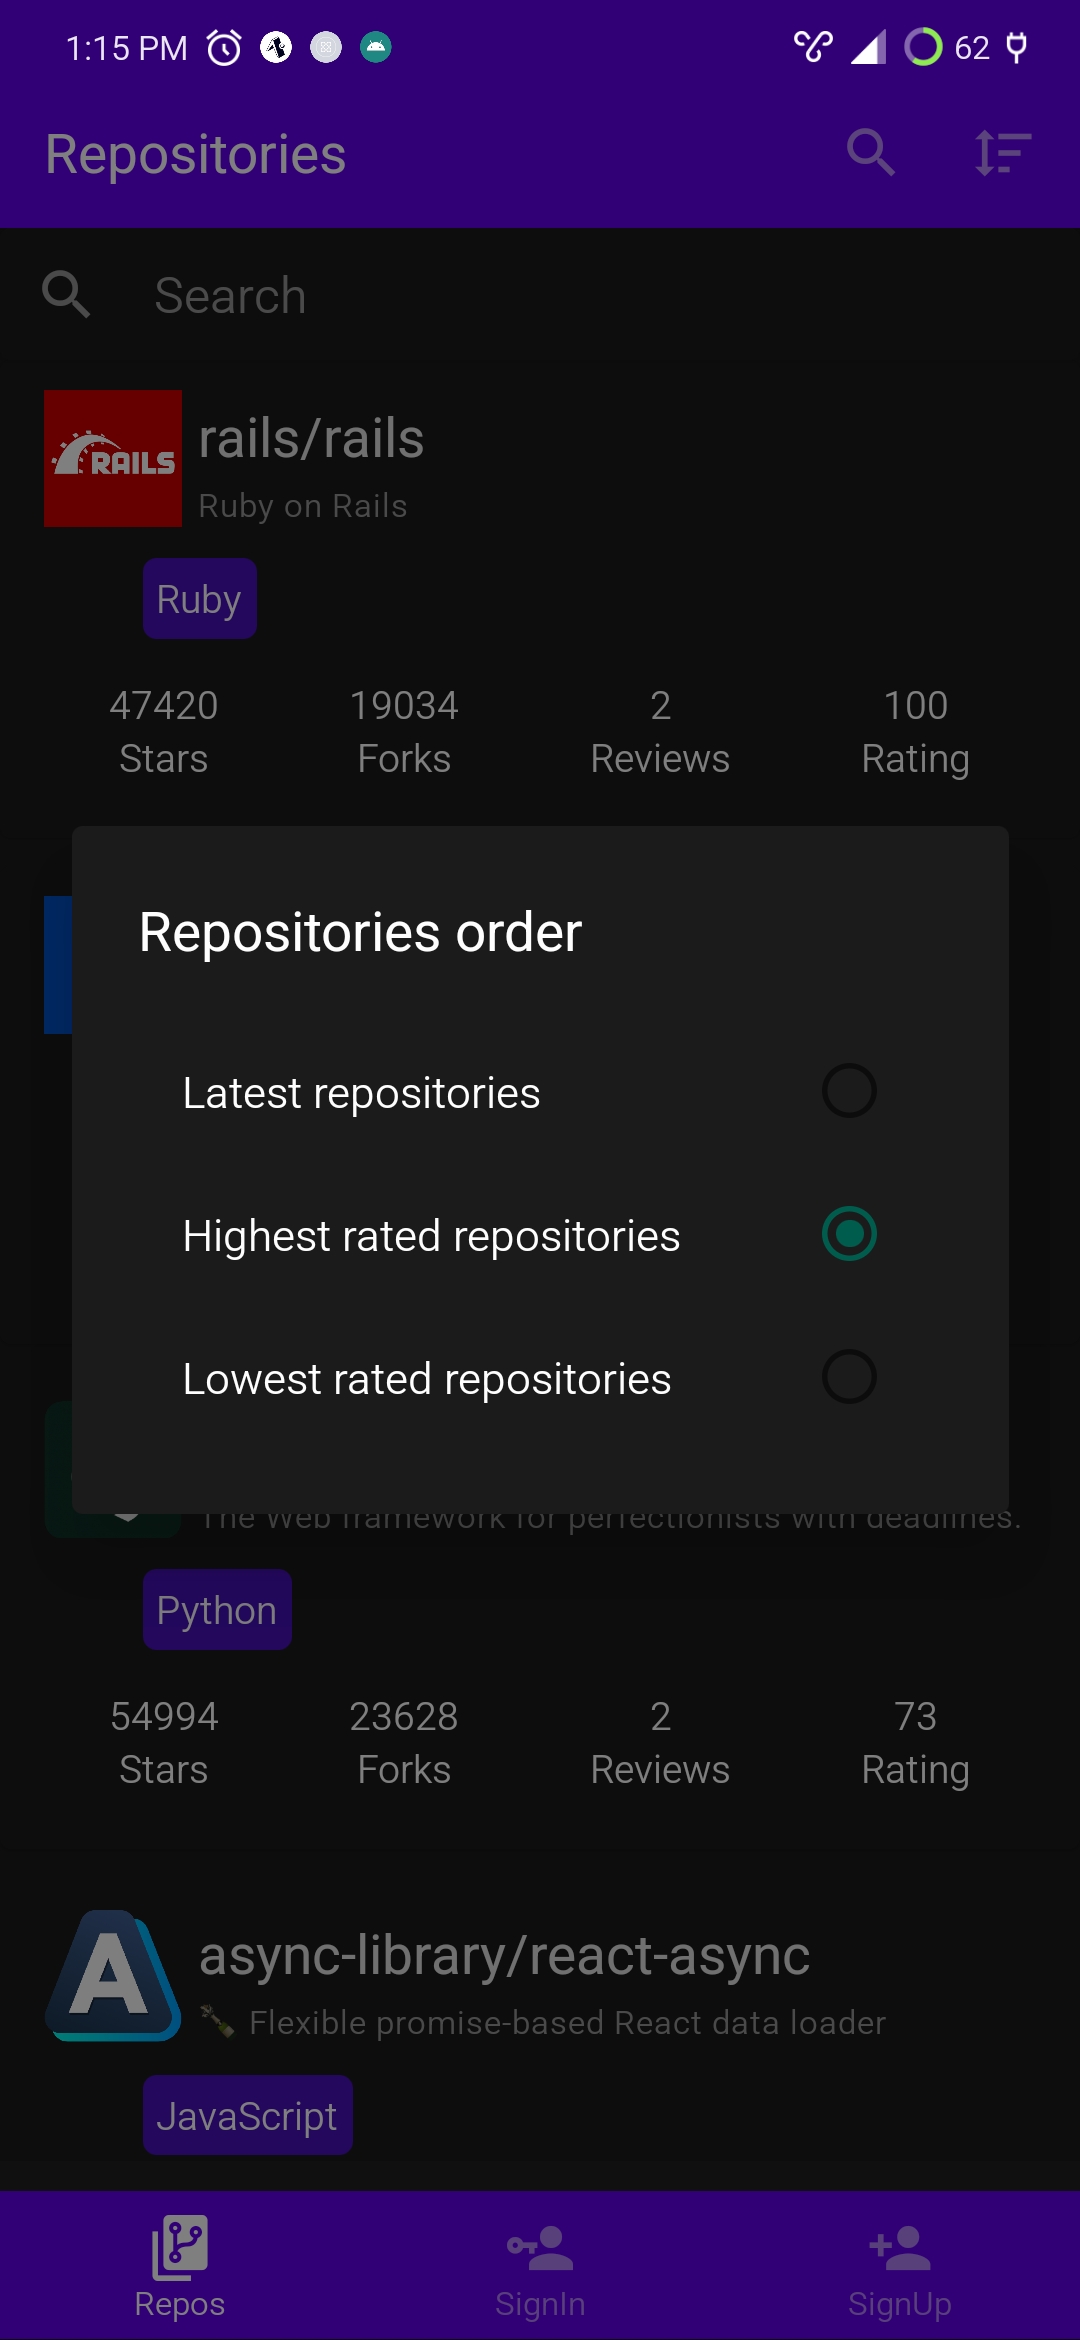 1:15 PM 62
Repositories
Search
RAILS
rails/rails
Ruby on Rails
Ruby
47420 19034 2 100
Stars Forks Reviews Rating
Repositories order
Latest repositories
Highest rated repositories
Lowest rated repositories
The Web framework for perfectionists with deadlines.
Python
54994 23628 2 73
Stars Forks Reviews Rating
A
async-library/react-async
Flexible promise-based React data loader
JavaScript
Repos SignIn SignUp